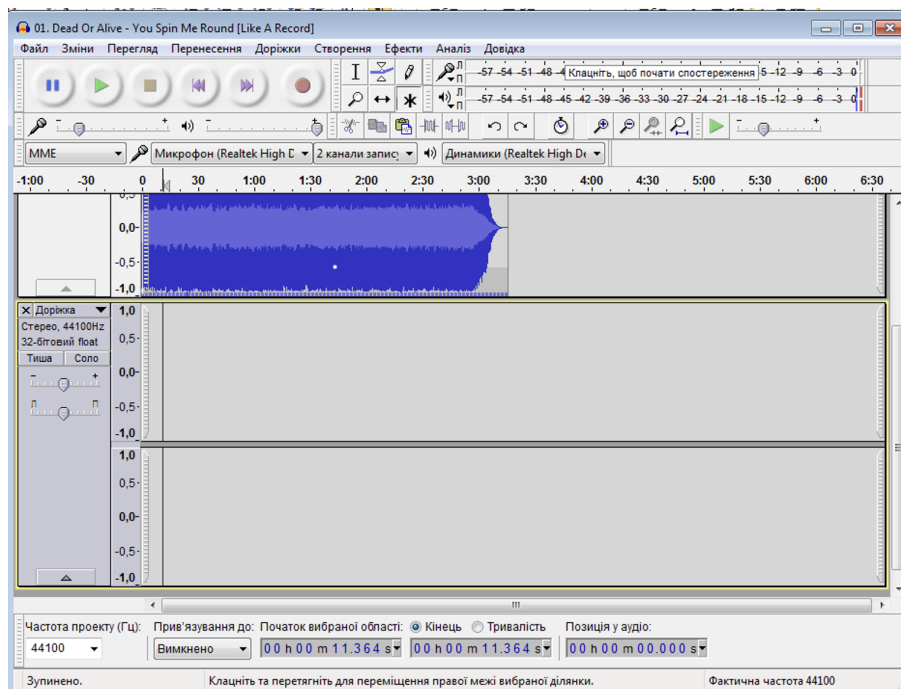 01. Dead Or Alive - You Spin Me Round [Like A Record]
Файл Зміни Перегляд Перенесення Доріжки Створення Ефекти Аналіз Довідка
Л П -57 -54 -51 -48 Клацніть, щоб почати спостереження 5 -12 -9 -6 -3 0
Л П -57 -54 -51 -48 -45 -42 -39 -36 -33 -30 -27 -24 -21 -18 -15 -12 -9 -6 -3 0
MME Микрофон (Realtek High D 2 канали запису Динамики (Realtek High De
-1:00 -30 0 30 1:00 1:30 2:00 2:30 3:00 3:30 4:00 4:30 5:00 5:30 6:00 6:30
0,0
-0,5
-1,0
Доріжка 1,0
Стерео, 44100Hz
32-бітовий float 0,5
Тиша Соло
- + 0,0
Л П -0,5
-1,0
1,0
0,5
0,0
-0,5
-1,0
Частота проекту (Гц): Прив'язування до: Початок вибраної області: Кінець Тривалість Позиція у аудіо:
44100 Вимкнено 00 h 00 m 11.364 s 00 h 00 m 11.364 s 00 h 00 m 00.000 s
Зупинено. Клацніть та перетягніть для переміщення правої межі вибраної ділянки. Фактична частота 44100